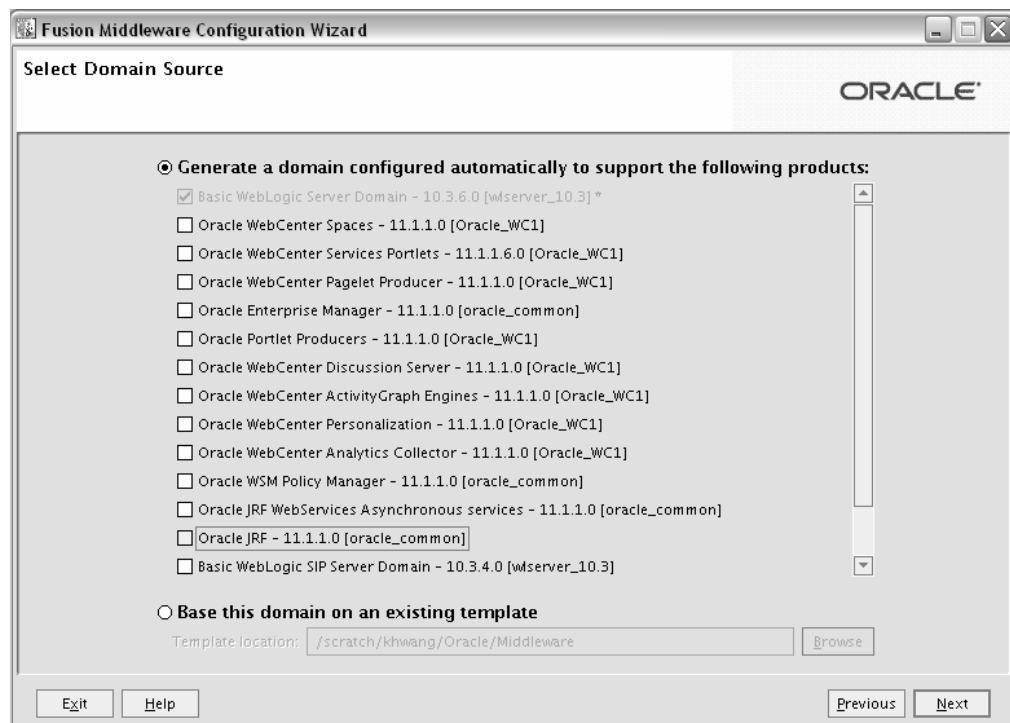 Fusion Middleware Configuration Wizard
Select Domain Source
ORACLE
Generate a domain configured automatically to support the following products:
Basic WebLogic Server Domain - 10.3.6.0 [wlserver_10.3] *
Oracle WebCenter Spaces - 11.1.1.0 [Oracle_WC1]
Oracle WebCenter Services Portlets - 11.1.1.6.0 [Oracle_WC1]
Oracle WebCenter Pagelet Producer - 11.1.1.0 [Oracle_WC1]
Oracle Enterprise Manager - 11.1.1.0 [oracle_common]
Oracle Portlet Producers - 11.1.1.0 [Oracle_WC1]
Oracle WebCenter Discussion Server - 11.1.1.0 [Oracle_WC1]
Oracle WebCenter ActivityGraph Engines - 11.1.1.0 [Oracle_WC1]
Oracle WebCenter Personalization - 11.1.1.0 [Oracle_WC1]
Oracle WebCenter Analytics Collector - 11.1.1.0 [Oracle_WC1]
Oracle WSM Policy Manager - 11.1.1.0 [oracle_common]
Oracle JRF WebServices Asynchronous services - 11.1.1.0 [oracle_common]
Oracle JRF - 11.1.1.0 [oracle_common]
Basic WebLogic SIP Server Domain - 10.3.4.0 [wlserver_10.3]
Base this domain on an existing template
Template location: /scratch/khwang/Oracle/Middleware Browse
Exit Help Previous Next